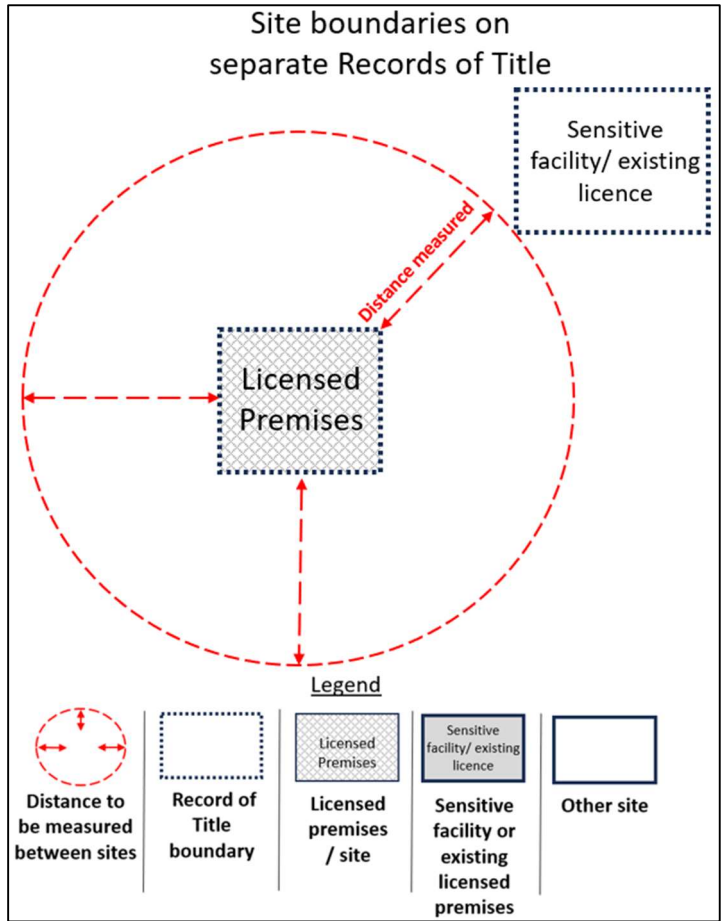 Site boundaries on
separate Records of Title
Sensitive
facility/ existing
licence
Distance measured
Licensed
Premises
Legend
Licensed
Premises
Sensitive
facility/ existing
licence
Distance to
be measured
between sites
Record of
Title
boundary
Licensed
premises
/ site
Sensitive
facility or
existing
licensed
premises
Other site